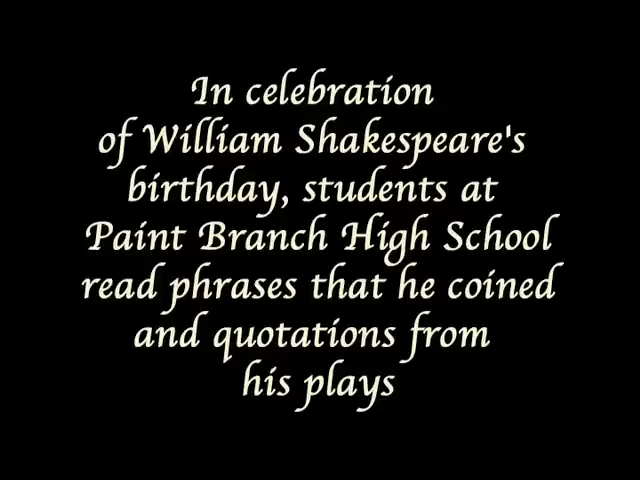 In celebration
of William Shakespeare's
birthday, students at
Paint Branch High School
read phrases that he coined
and quotations from
his plays